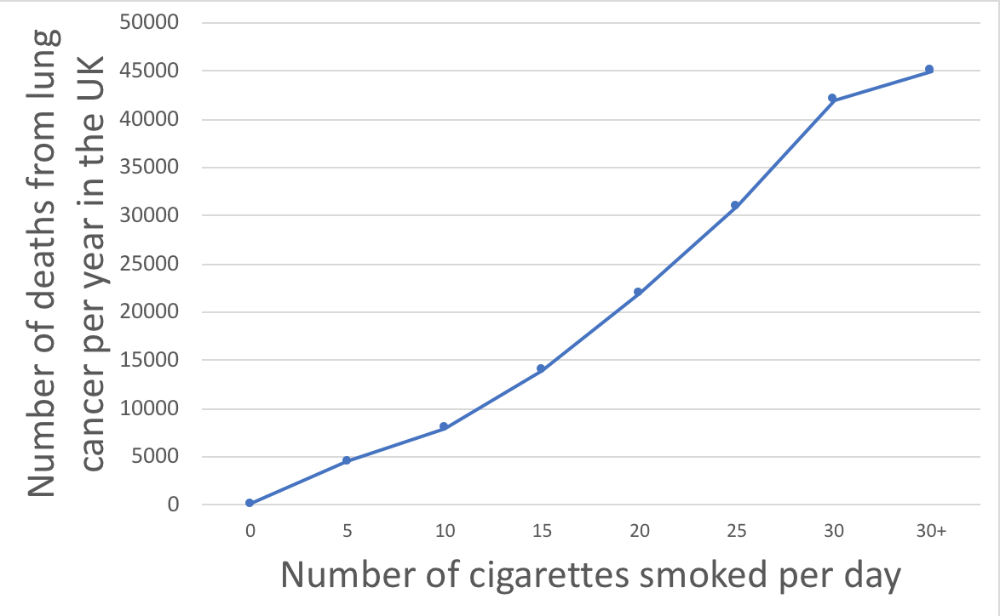 Number of deaths from lung
cancer per year in the UK
50000
45000
40000
35000
30000
25000
20000
15000
10000
5000
0
0 5 10 15 20 25 30 30+
Number of cigarettes smoked per day